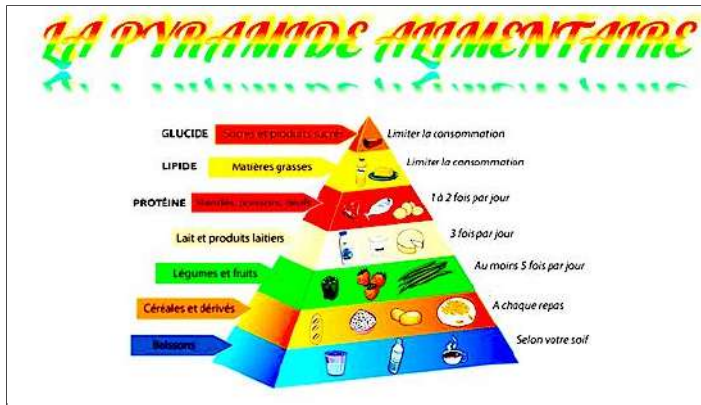 LA PYRAMIDE ALIMENTAIRE
GLUCIDE Sucres et produits sucrés Limiter la consommation
LIPIDE Matières grasses Limiter la consommation
PROTÉINE Viandes, poissons, œufs 1 à 2 fois par jour
Lait et produits laitiers 3 fois par jour
Légumes et fruits Au moins 5 fois par jour
Céréales et dérivés A chaque repas
Boissons Selon votre soif